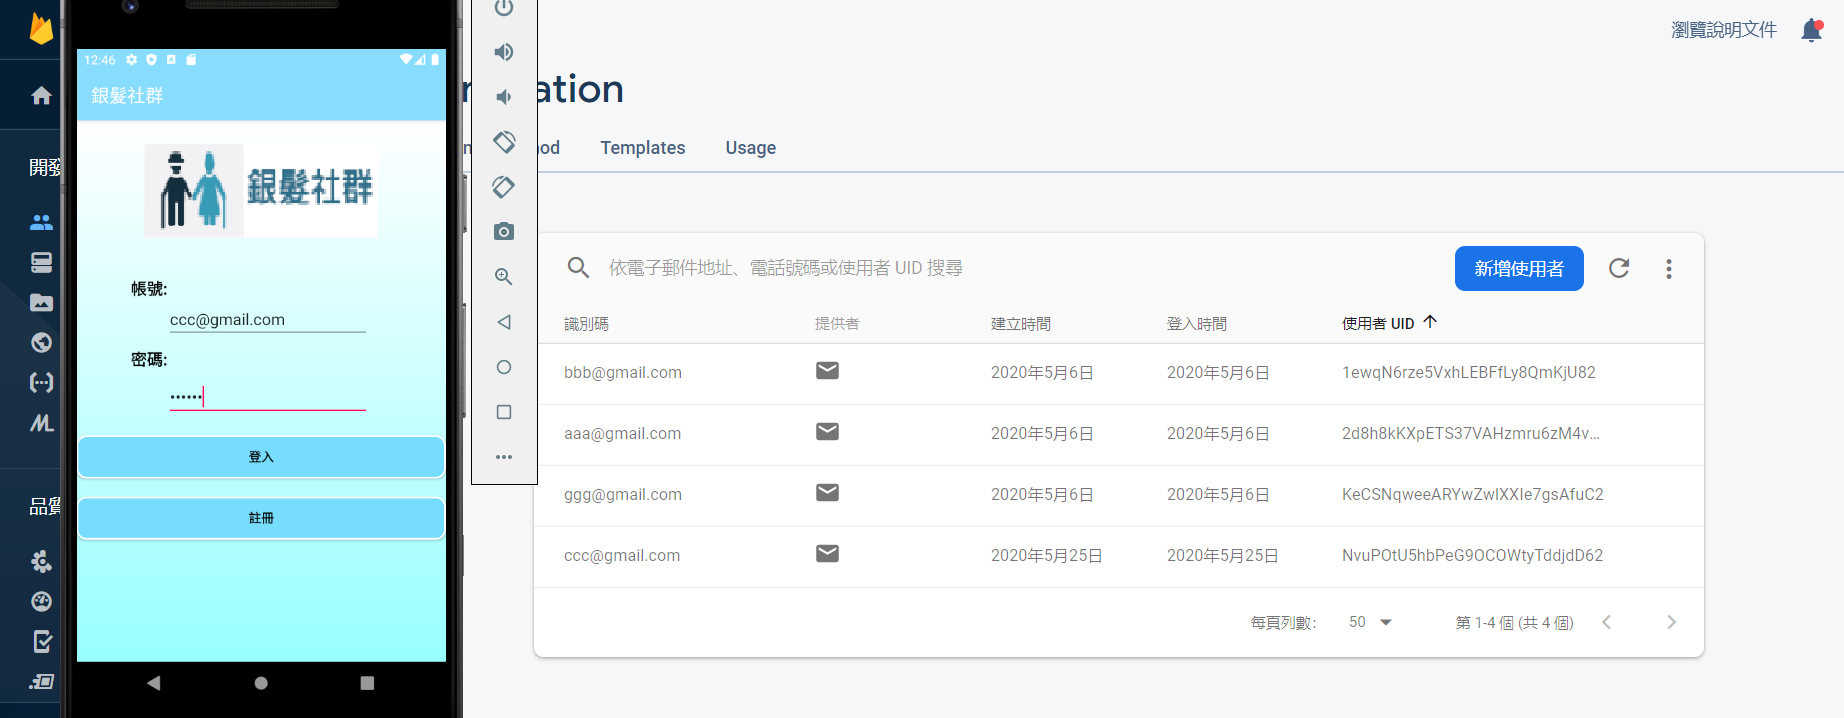 12:46
銀髮社群
銀髮社群
帳號:
ccc@gmail.com
密碼:
••••••
登入
註冊
開發
品質
瀏覽說明文件
ation
od
Templates
Usage
依電子郵件地址、電話號碼或使用者 UID 搜尋
新增使用者
識別碼 提供者 建立時間 登入時間 使用者 UID
bbb@gmail.com 2020年5月6日 2020年5月6日 1ewqN6rze5VxhLEBFfLy8QmKjU82
aaa@gmail.com 2020年5月6日 2020年5月6日 2d8h8kKXpETS37VAHzmru6zM4v...
ggg@gmail.com 2020年5月6日 2020年5月6日 KeCSNqweeARYwZwlXXIe7gsAfuC2
ccc@gmail.com 2020年5月25日 2020年5月25日 NvuPOtU5hbPeG9OCOWtyTddjdD62
每頁列數: 50 第 1-4 個 (共 4 個)